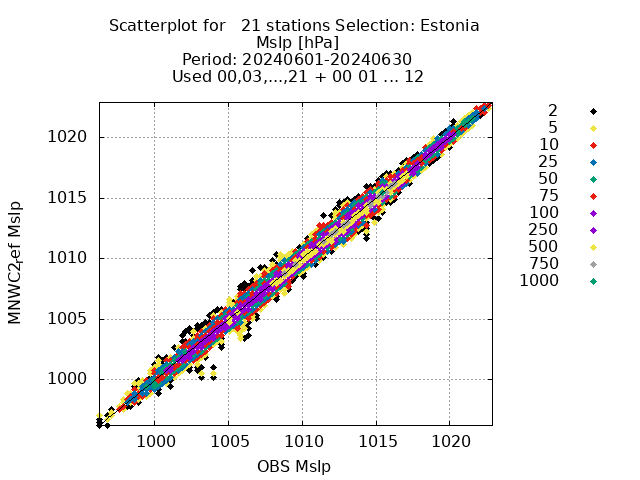 Scatterplot for   21 stations Selection: Estonia
Mslp [hPa]
Period: 20240601-20240630
Used 00,03,...,21 + 00 01 ... 12
2
5
10
25
50
75
100
250
500
750
1000
MNWC2,ef Mslp
1020
1015
1010
1005
1000
1000 1005 1010 1015 1020
OBS Mslp